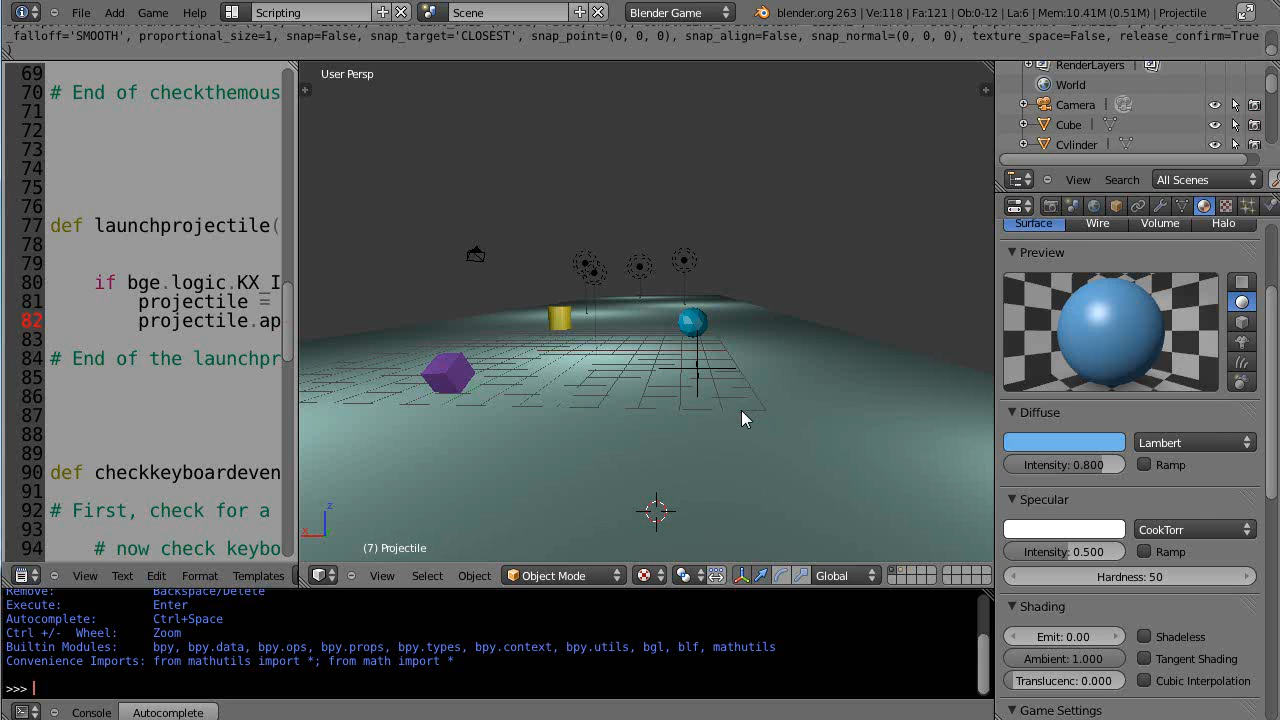 File Add Game Help Scripting Scene Blender Game blender.org 263 | Ve:118 | Fa:121 | Ob:0-12 | La:6 | Mem:10.41M (0.51M) | Projectile
_falloff='SMOOTH', proportional_size=1, snap=False, snap_target='CLOSEST', snap_point=(0, 0, 0), snap_align=False, snap_normal=(0, 0, 0), texture_space=False, release_confirm=True
)
69
70 # End of checkthemous
71
72
73
74
75
76
77 def launchprojectile(
78
79
80 if bge.logic.KX_I
81 projectile =
82 projectile.ap
83
84 # End of the launchpr
85
86
87
88
89
90 def checkkeyboardeven
91
92 # First, check for a
93
94 # now check keybo
View Text Edit Format Templates
User Persp
z
x
(7) Projectile
View Select Object Object Mode Global
Remove: Backspace/Delete
Execute: Enter
Autocomplete: Ctrl+Space
Ctrl +/- Wheel: Zoom
Builtin Modules: bpy, bpy.data, bpy.ops, bpy.props, bpy.types, bpy.context, bpy.utils, bgl, blf, mathutils
Convenience Imports: from mathutils import *; from math import *
>>>
Console Autocomplete
RenderLayers |
World
Camera |
Cube |
Cylinder |
View Search All Scenes
Surface Wire Volume Halo
Preview
Diffuse
Lambert
Intensity: 0.800 Ramp
Specular
CookTorr
Intensity: 0.500 Ramp
Hardness: 50
Shading
Emit: 0.00 Shadeless
Ambient: 1.000 Tangent Shading
Translucenc: 0.000 Cubic Interpolation
Game Settings